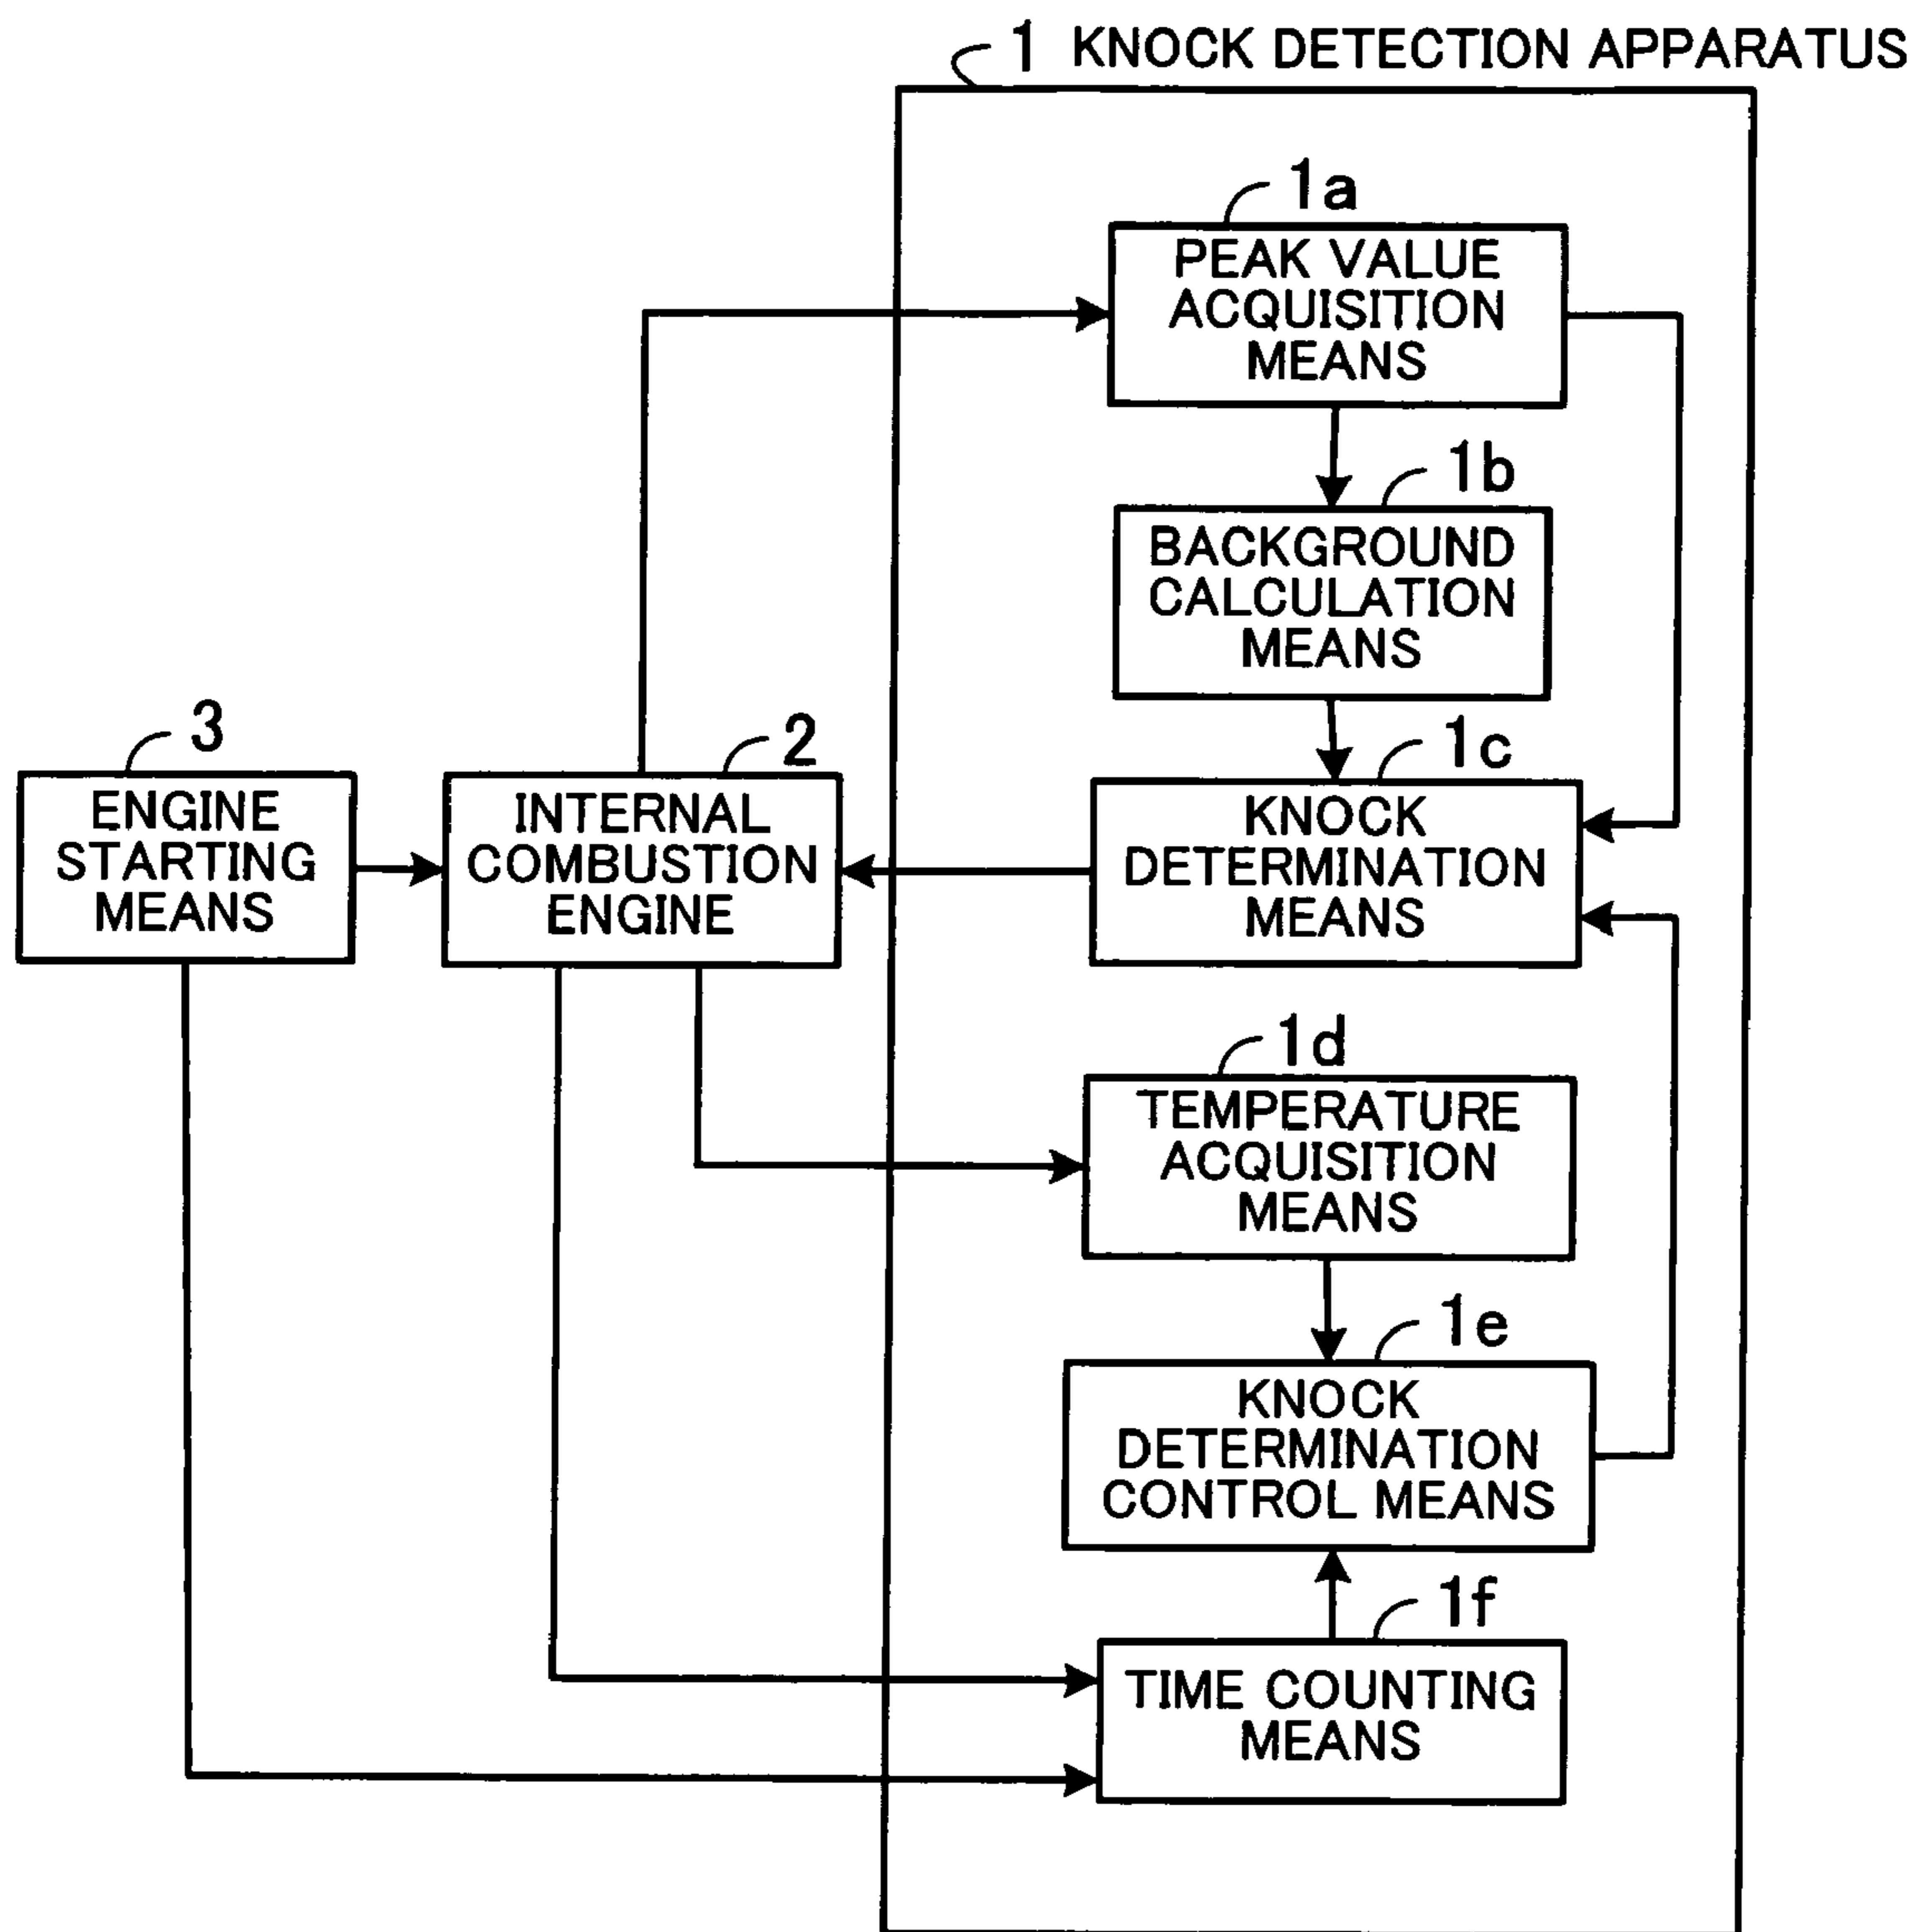 1 KNOCK DETECTION APPARATUS
1a
PEAK VALUE
ACQUISITION
MEANS
1b
BACKGROUND
CALCULATION
MEANS
3
ENGINE
STARTING
MEANS
2
INTERNAL
COMBUSTION
ENGINE
1c
KNOCK
DETERMINATION
MEANS
1d
TEMPERATURE
ACQUISITION
MEANS
1e
KNOCK
DETERMINATION
CONTROL MEANS
1f
TIME COUNTING
MEANS